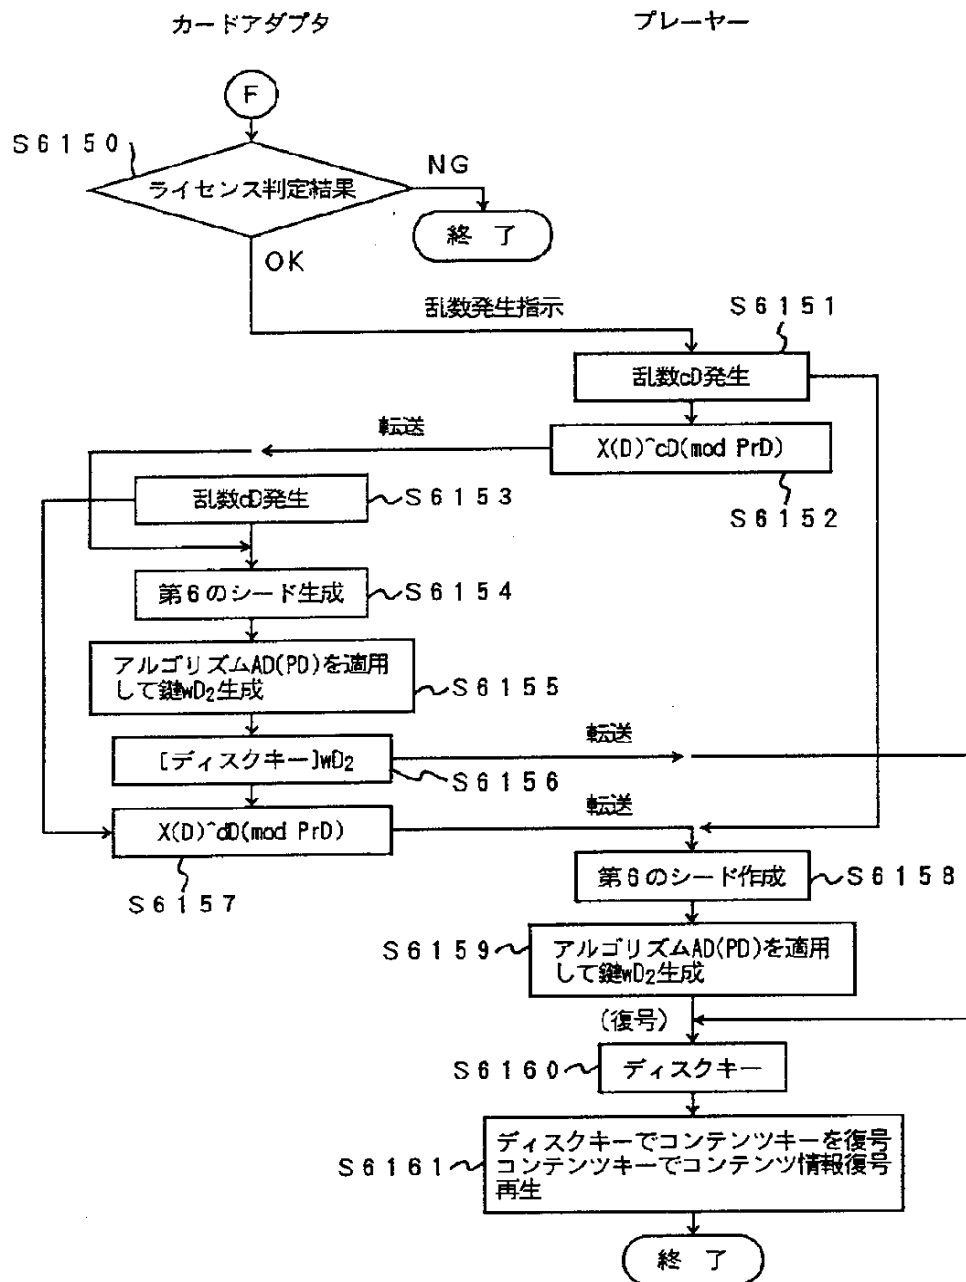 カードアダプタ
プレーヤー
F
S6150
ライセンス判定結果
NG
終 了
OK
乱数発生指示
S6151
乱数cD発生
転送
X(D)^cD(mod PrD)
S6152
乱数dD発生
S6153
第6のシード生成
S6154
アルゴリズムAD(PD)を適用
して鍵wD2生成
S6155
[ディスクキー]wD2
転送
S6156
X(D)^dD(mod PrD)
転送
S6157
第6のシード作成
S6158
S6159
アルゴリズムAD(PD)を適用
して鍵wD2生成
(復号)
S6160
ディスクキー
S6161
ディスクキーでコンテンツキーを復号
コンテンツキーでコンテンツ情報復号
再生
終 了